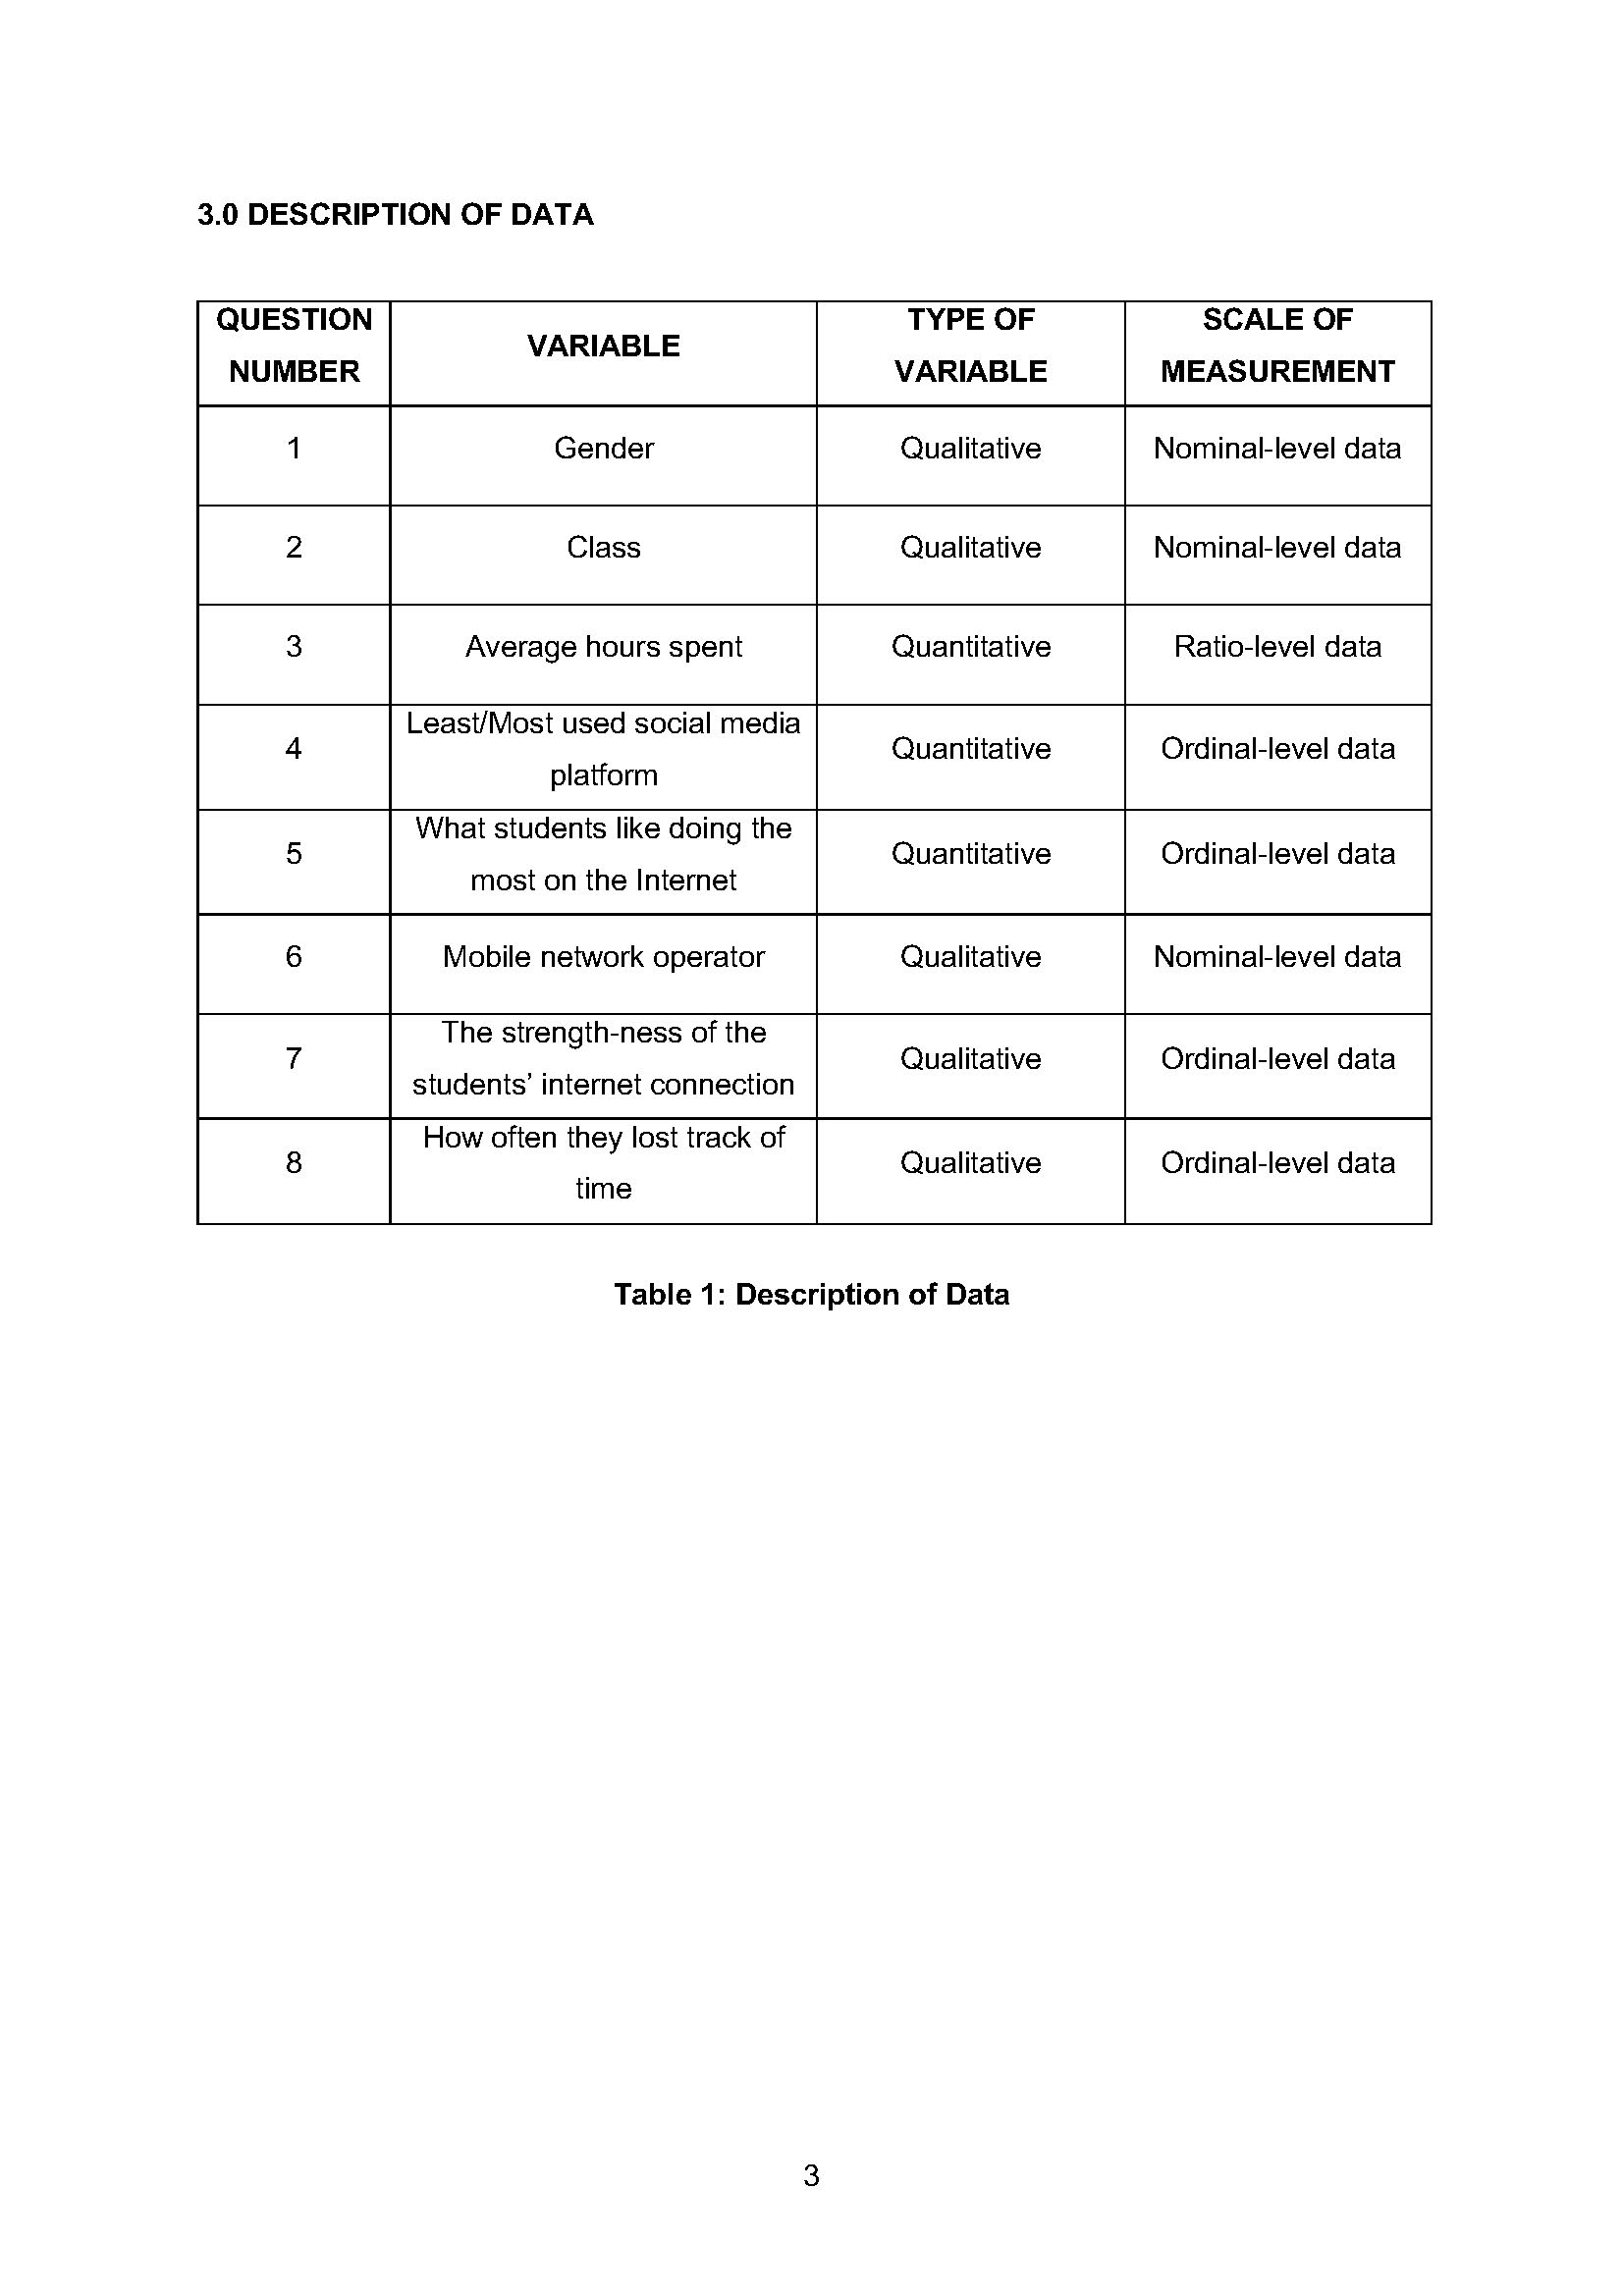 3.0 DESCRIPTION OF DATA
QUESTION
NUMBER
VARIABLE
TYPE OF
VARIABLE
SCALE OF
MEASUREMENT
1
Gender
Qualitative
Nominal-level data
2
Class
Qualitative
Nominal-level data
3
Average hours spent
Quantitative
Ratio-level data
4
Least/Most used social media
platform
Quantitative
Ordinal-level data
5
What students like doing the
most on the Internet
Quantitative
Ordinal-level data
6
Mobile network operator
Qualitative
Nominal-level data
7
The strength-ness of the
students’ internet connection
Qualitative
Ordinal-level data
8
How often they lost track of
time
Qualitative
Ordinal-level data
Table 1: Description of Data
3